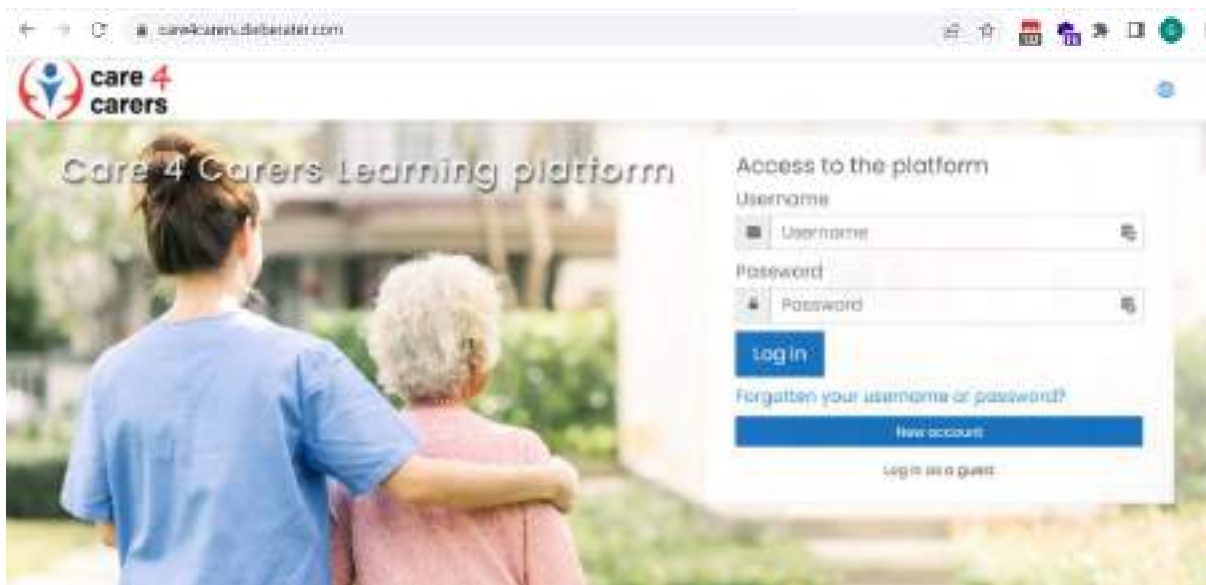 care4carers.dieberater.com
care 4
carers
Care 4 Carers Learning platform
Access to the platform
Username
Username
Password
Password
Log in
Forgotten your username or password?
New account
Log in as a guest